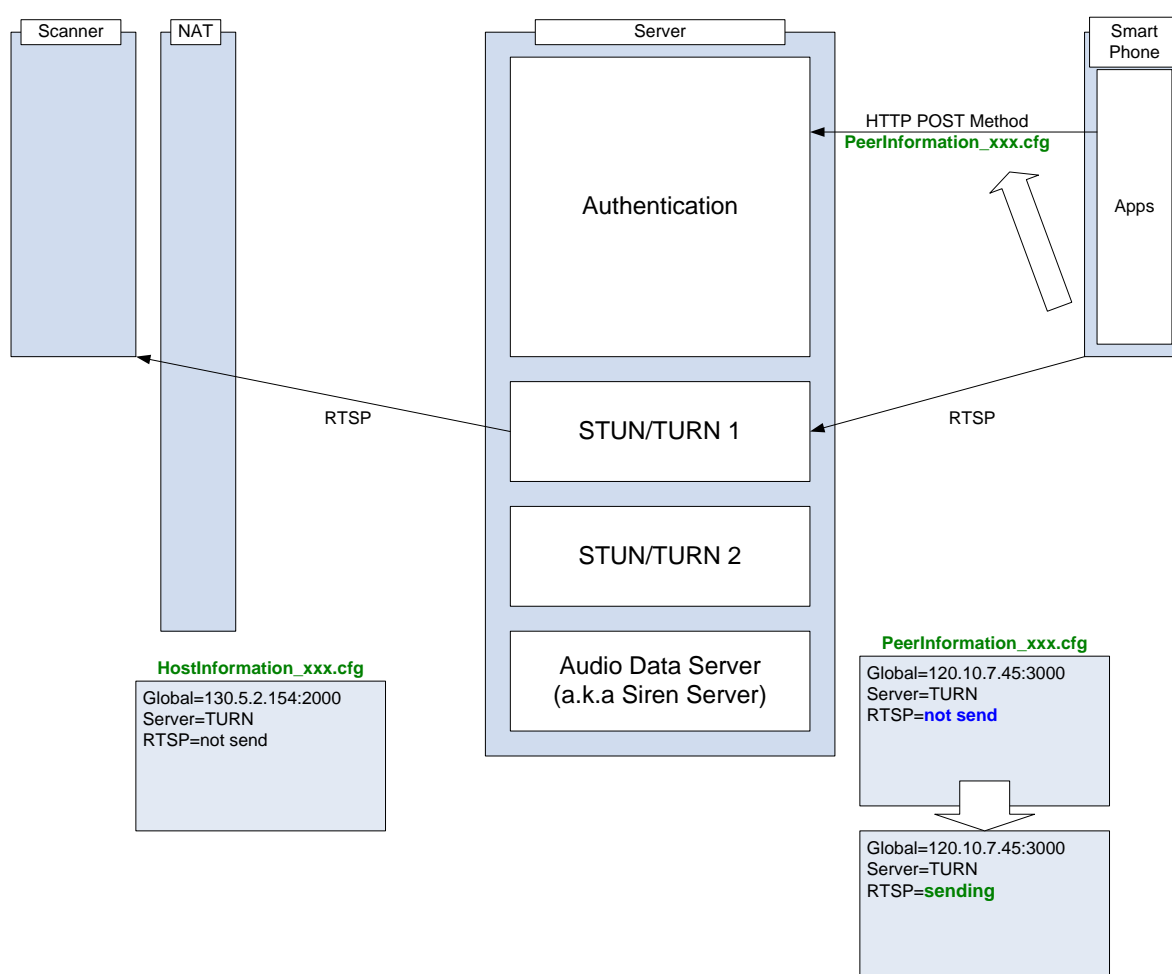 Scanner
NAT
Server
Smart
Phone
HTTP POST Method
PeerInformation_xxx.cfg
Authentication
Apps
RTSP
STUN/TURN 1
RTSP
STUN/TURN 2
HostInformation_xxx.cfg
Global=130.5.2.154:2000
Server=TURN
RTSP=not send
Audio Data Server
(a.k.a Siren Server)
PeerInformation_xxx.cfg
Global=120.10.7.45:3000
Server=TURN
RTSP=not send
Global=120.10.7.45:3000
Server=TURN
RTSP=sending